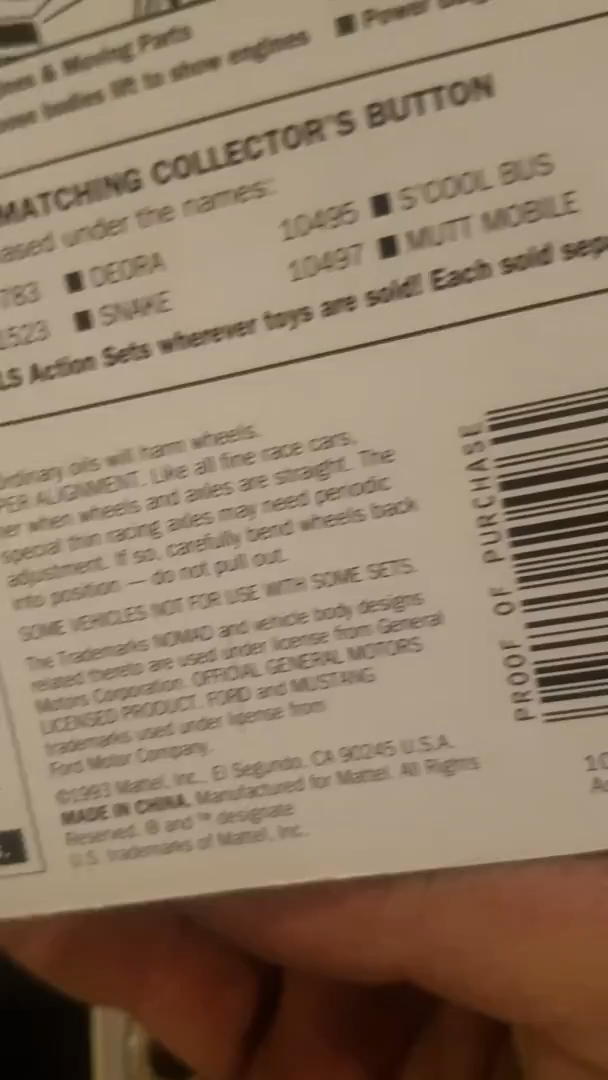 & Moving Parts
bodies lift to show engines
■ Power
MATCHING COLLECTOR'S BUTTON
ased under the names:
783 ■ DEORA
10495 ■ S'COOL BUS
1523 ■ SNAKE
10497 ■ MUTT MOBILE
LS Action Sets wherever toys are sold! Each sold sep
Ordinary oils will harm wheels.
PER ALIGNMENT. Like all fine race cars,
er when wheels and axles are straight. The
special thin racing axles may need periodic
adjustment. If so, carefully bend wheels back
into position — do not pull out.
SOME VEHICLES NOT FOR USE WITH SOME SETS.
The Trademarks NOMAD and vehicle body designs
related thereto are used under license from General
Motors Corporation. OFFICIAL GENERAL MOTORS
LICENSED PRODUCT. FORD and MUSTANG
trademarks used under license from
Ford Motor Company.
©1993 Mattel, Inc., El Segundo, CA 90245 U.S.A.
MADE IN CHINA. Manufactured for Mattel. All Rights
Reserved. ® and ™ designate
U.S. trademarks of Mattel, Inc.
PROOF OF PURCHASE
10